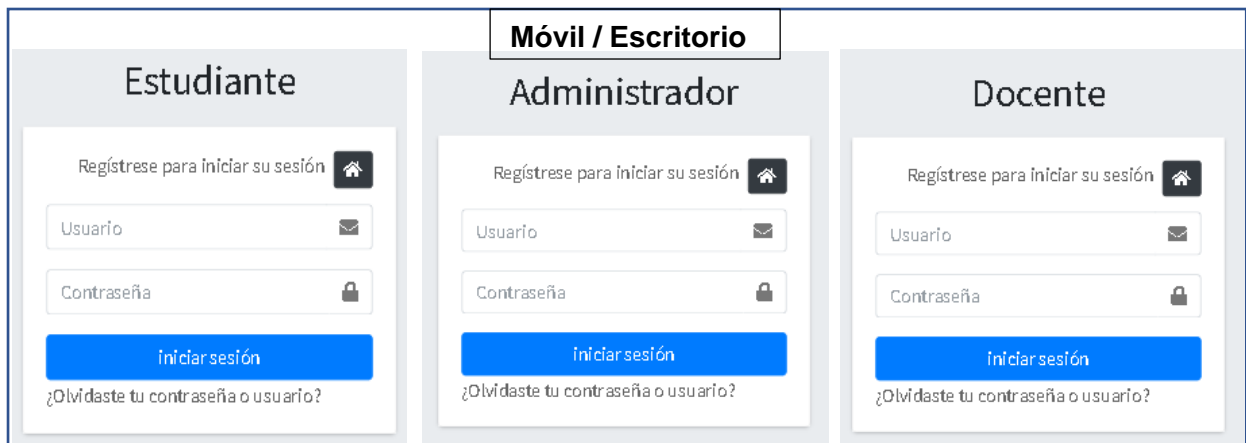 Móvil / Escritorio
Estudiante
Regístrese para iniciar su sesión
Usuario
Contraseña
iniciar sesión
¿Olvidaste tu contraseña o usuario?
Administrador
Regístrese para iniciar su sesión
Usuario
Contraseña
iniciar sesión
¿Olvidaste tu contraseña o usuario?
Docente
Regístrese para iniciar su sesión
Usuario
Contraseña
iniciar sesión
¿Olvidaste tu contraseña o usuario?